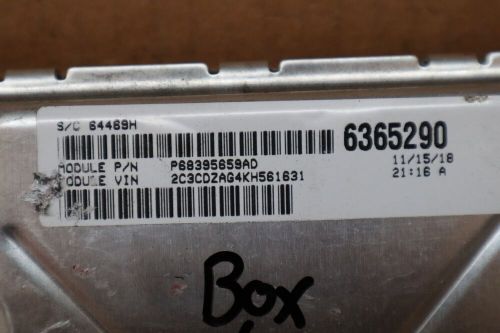 S/C 64469H
6365290
MODULE P/N P68395659AD 11/15/18
MODULE VIN 2C3CDZAG4KH561631 21:16 A
Box